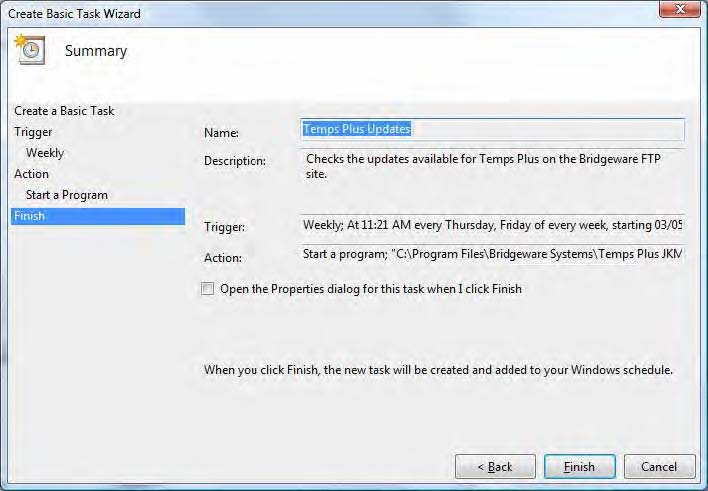 Create Basic Task Wizard
Summary
Create a Basic Task
Trigger
Weekly
Action
Start a Program
Finish
Name: Temps Plus Updates
Description: Checks the updates available for Temps Plus on the Bridgeware FTP
site.
Trigger: Weekly; At 11:21 AM every Thursday, Friday of every week, starting 03/05
Action: Start a program; "C:\Program Files\Bridgeware Systems\Temps Plus JKM
Open the Properties dialog for this task when I click Finish
When you click Finish, the new task will be created and added to your Windows schedule.
< Back Finish Cancel